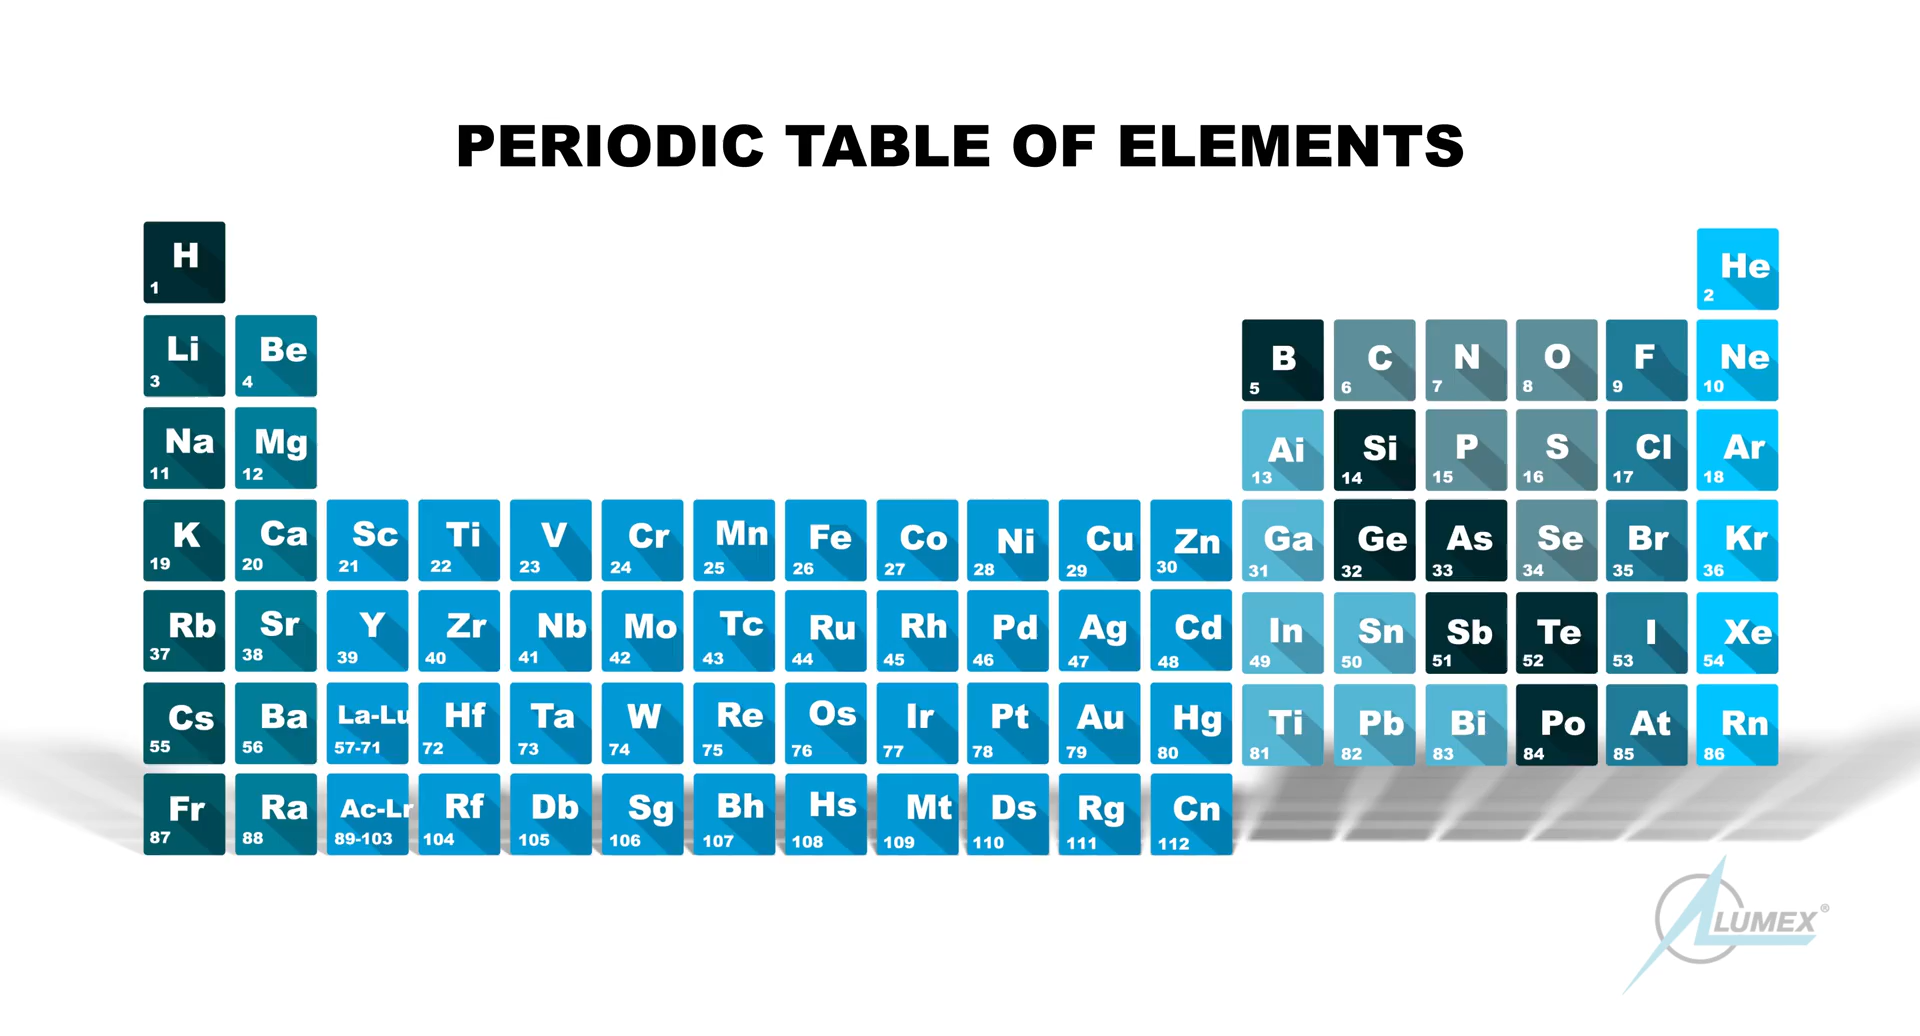 PERIODIC TABLE OF ELEMENTS
H
1
He
2
Li
3
Be
4
B
5
C
6
N
7
O
8
F
9
Ne
10
Na
11
Mg
12
Ai
13
Si
14
P
15
S
16
Cl
17
Ar
18
K
19
Ca
20
Sc
21
Ti
22
V
23
Cr
24
Mn
25
Fe
26
Co
27
Ni
28
Cu
29
Zn
30
Ga
31
Ge
32
As
33
Se
34
Br
35
Kr
36
Rb
37
Sr
38
Y
39
Zr
40
Nb
41
Mo
42
Tc
43
Ru
44
Rh
45
Pd
46
Ag
47
Cd
48
In
49
Sn
50
Sb
51
Te
52
I
53
Xe
54
Cs
55
Ba
56
La-Lu
57-71
Hf
72
Ta
73
W
74
Re
75
Os
76
Ir
77
Pt
78
Au
79
Hg
80
Ti
81
Pb
82
Bi
83
Po
84
At
85
Rn
86
Fr
87
Ra
88
Ac-Lr
89-103
Rf
104
Db
105
Sg
106
Bh
107
Hs
108
Mt
109
Ds
110
Rg
111
Cn
112
LUMEX®